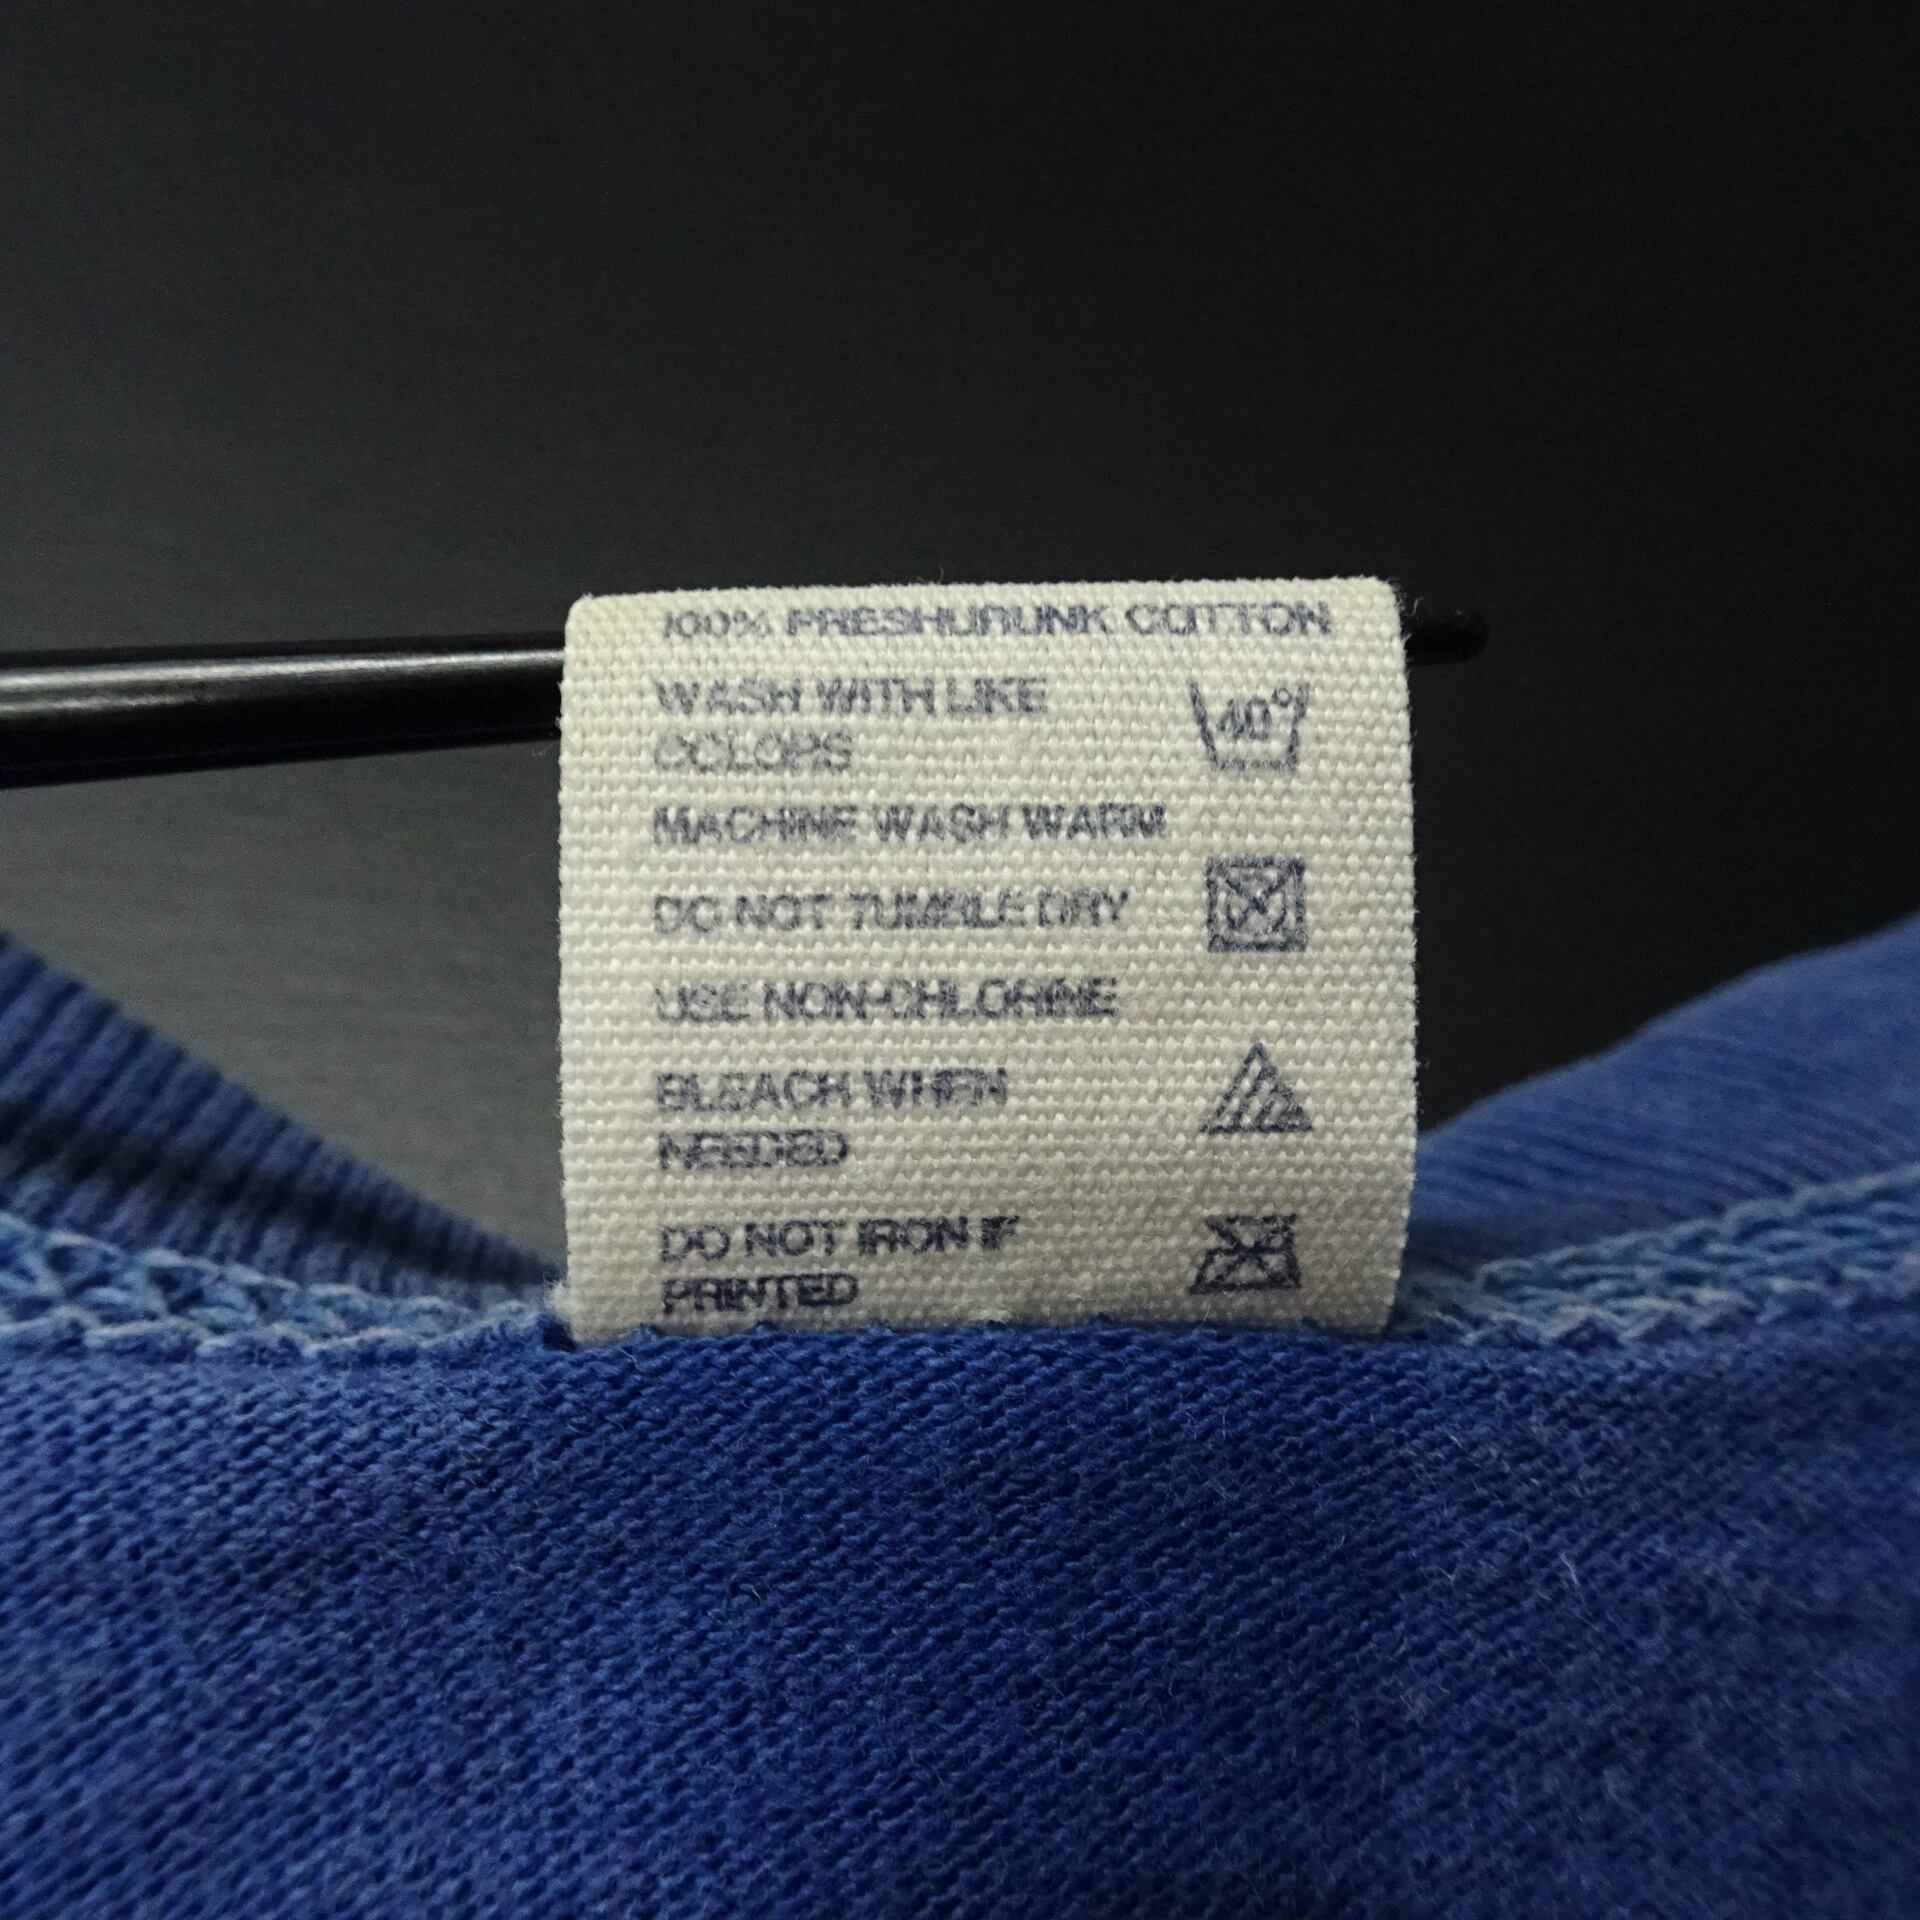 100% PRESHURUNK COTTON
WASH WITH LIKE
COLORS
40°
MACHINE WASH WARM
DO NOT TUMBLE DRY
USE NON-CHLORINE
BLEACH WHEN
NEEDED
DO NOT IRON IF
PRINTED